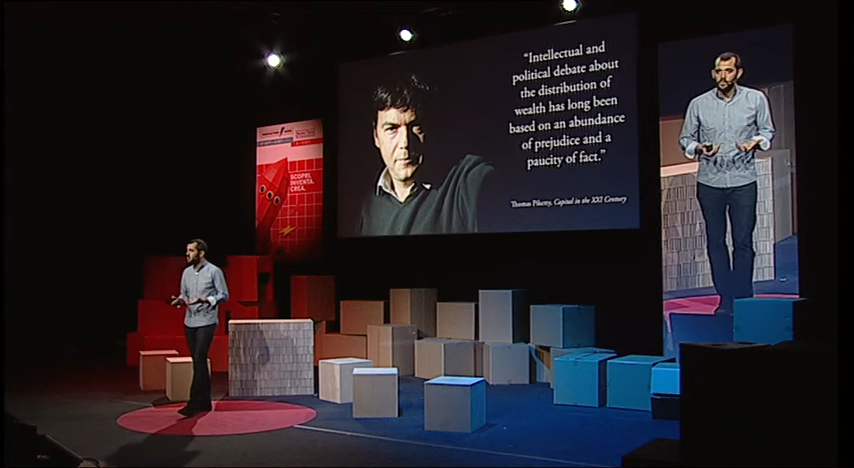 SCOPRI.
INVENTA.
CREA.
“Intellectual and
political debate about
the distribution of
wealth has long been
based on an abundance
of prejudice and a
paucity of fact.”
Thomas Piketty, Capital in the XXI Century